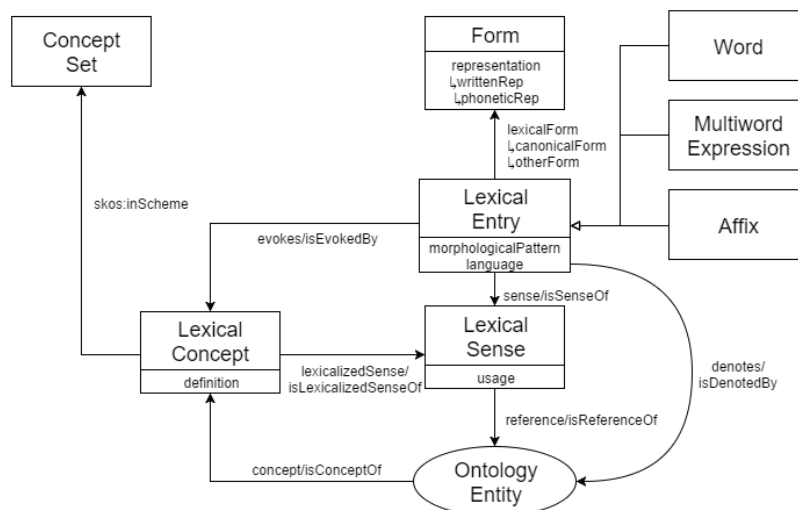 Concept
Set
Form
representation
↳writtenRep
↳phoneticRep
Word
Multiword
Expression
Affix
lexicalForm
↳canonicalForm
↳otherForm
skos:inScheme
Lexical
Entry
morphologicalPattern
language
evokes/isEvokedBy
sense/isSenseOf
Lexical
Concept
definition
lexicalizedSense/
isLexicalizedSenseOf
Lexical
Sense
usage
denotes/
isDenotedBy
reference/isReferenceOf
concept/isConceptOf
Ontology
Entity